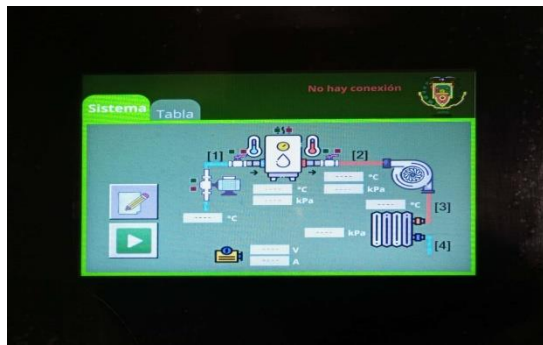 No hay conexión
Sistema
Tabla
[1]
[2]
---- °C
---- kPa
---- °C
---- kPa
---- °C
[3]
---- °C
---- kPa
[4]
---- V
---- A